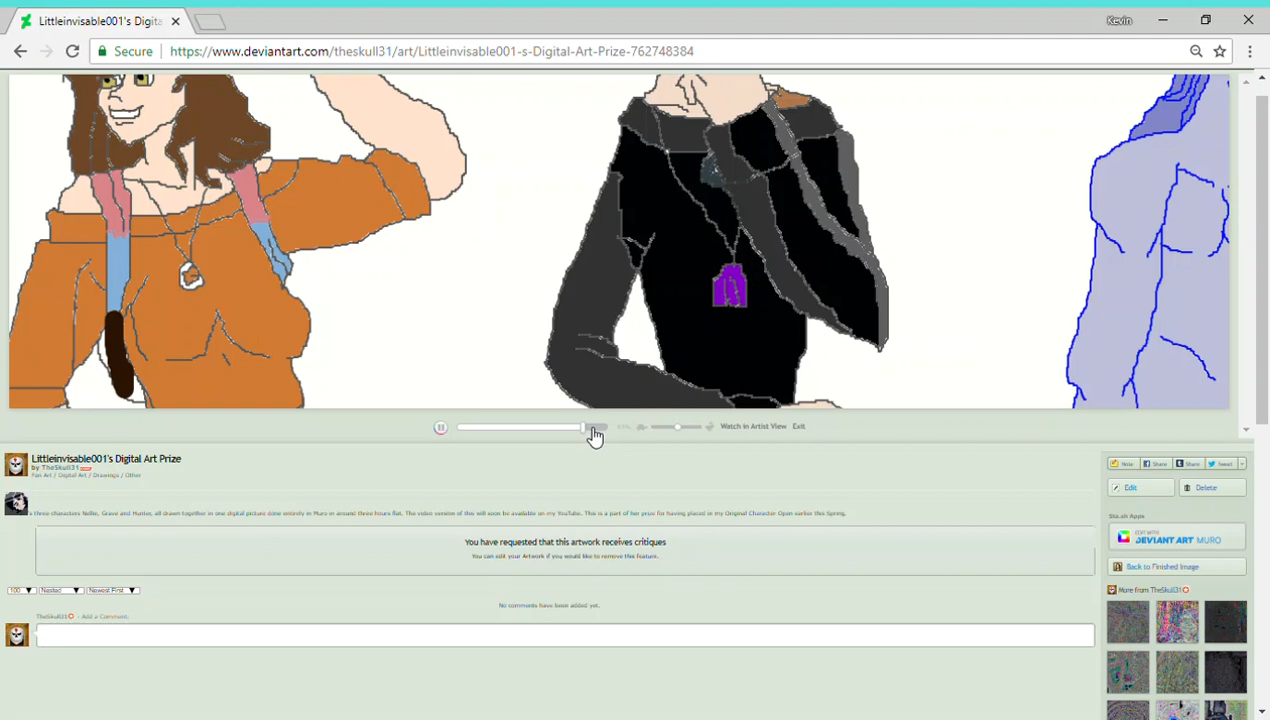 Littleinvisable001's Digita
Kevin
Secure
https://www.deviantart.com/theskull31/art/Littleinvisable001-s-Digital-Art-Prize-762748384
Watch in Artist View Exit
Littleinvisable001's Digital Art Prize
by TheSkull31
Fan Art / Digital Art / Drawings / Other
's three characters Nellie, Grave and Hunter, all drawn together in one digital picture done entirely in Muro in around three hours flat. The video version of this will soon be available on my YouTube. This is a part of her prize for having placed in my Original Character Open earlier this Spring.
You have requested that this artwork receives critiques
You can edit your Artwork if you would like to remove this feature.
100 Nested Newest First
No comments have been added yet.
TheSkull31 - Add a Comment:
Share Share Tweet
Edit Delete
Sta.sh Apps
EDIT WITH
DEVIANT ART MURO
Back to Finished Image
More from TheSkull31